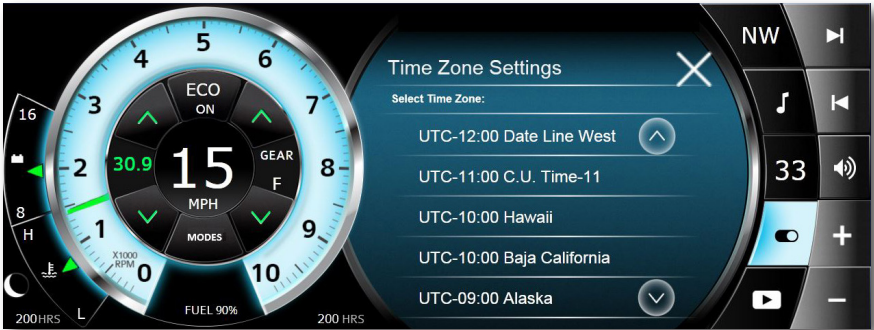 5
4
6
3
7
2
8
1
9
0
10
X1000
RPM
ECO
ON
30.9
15
MPH
GEAR
F
MODES
FUEL 90%
16
8
H
L
200 HRS
200 HRS
Time Zone Settings
Select Time Zone:
UTC-12:00 Date Line West
UTC-11:00 C.U. Time-11
UTC-10:00 Hawaii
UTC-10:00 Baja California
UTC-09:00 Alaska
NW
33